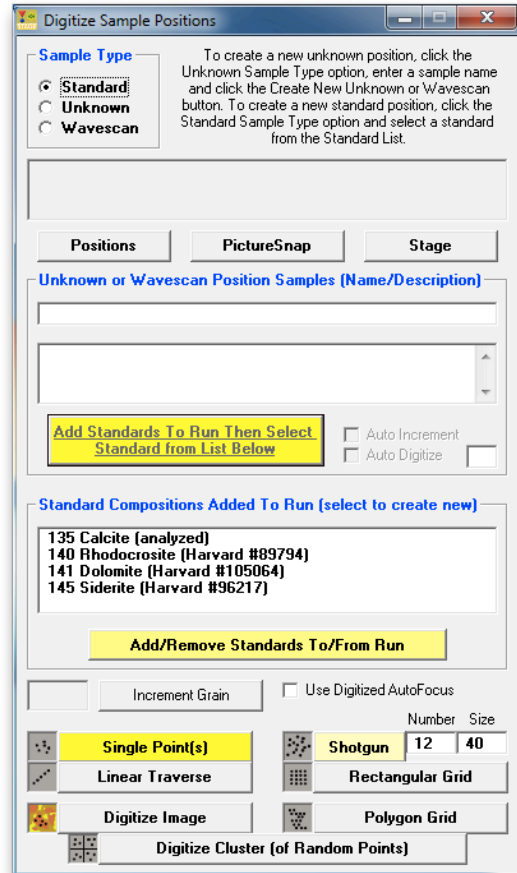 Digitize Sample Positions
Sample Type
Standard
Unknown
Wavescan
To create a new unknown position, click the
Unknown Sample Type option, enter a sample name
and click the Create New Unknown or Wavescan
button. To create a new standard position, click the
Standard Sample Type option and select a standard
from the Standard List.
Positions
PictureSnap
Stage
Unknown or Wavescan Position Samples (Name/Description)
Add Standards To Run Then Select
Standard from List Below
Auto Increment
Auto Digitize
Standard Compositions Added To Run (select to create new)
135 Calcite (analyzed)
140 Rhodocrosite (Harvard #89794)
141 Dolomite (Harvard #105064)
145 Siderite (Harvard #96217)
Add/Remove Standards To/From Run
Increment Grain
Use Digitized AutoFocus
Number Size
Single Point(s)
Shotgun 12 40
Linear Traverse
Rectangular Grid
Digitize Image
Polygon Grid
Digitize Cluster (of Random Points)